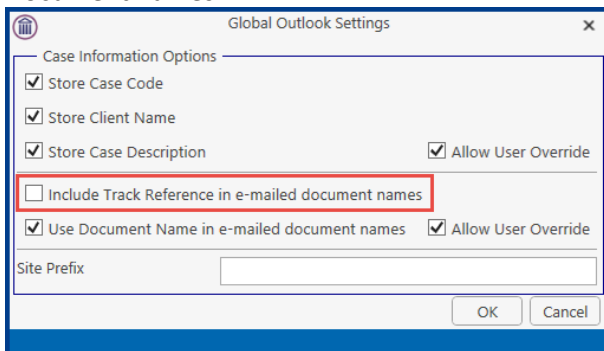 Global Outlook Settings
Case Information Options
Store Case Code
Store Client Name
Store Case Description Allow User Override
Include Track Reference in e-mailed document names
Use Document Name in e-mailed document names Allow User Override
Site Prefix
OK Cancel